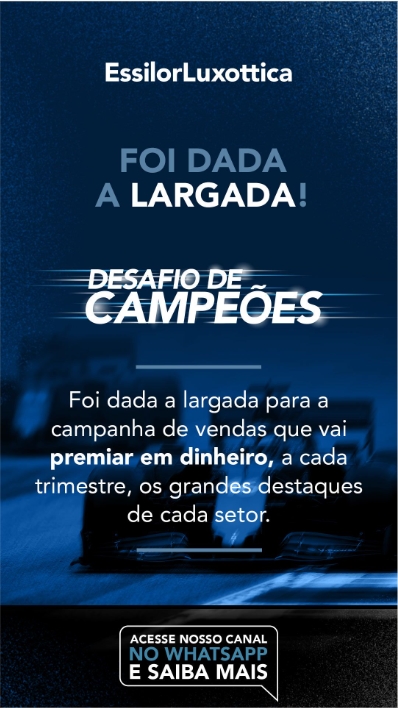 EssilorLuxottica
FOI DADA
A LARGADA!
DESAFIO DE
CAMPEÕES
Foi dada a largada para a
campanha de vendas que vai
premiar em dinheiro, a cada
trimestre, os grandes destaques
de cada setor.
ACESSE NOSSO CANAL
NO WHATSAPP
E SAIBA MAIS